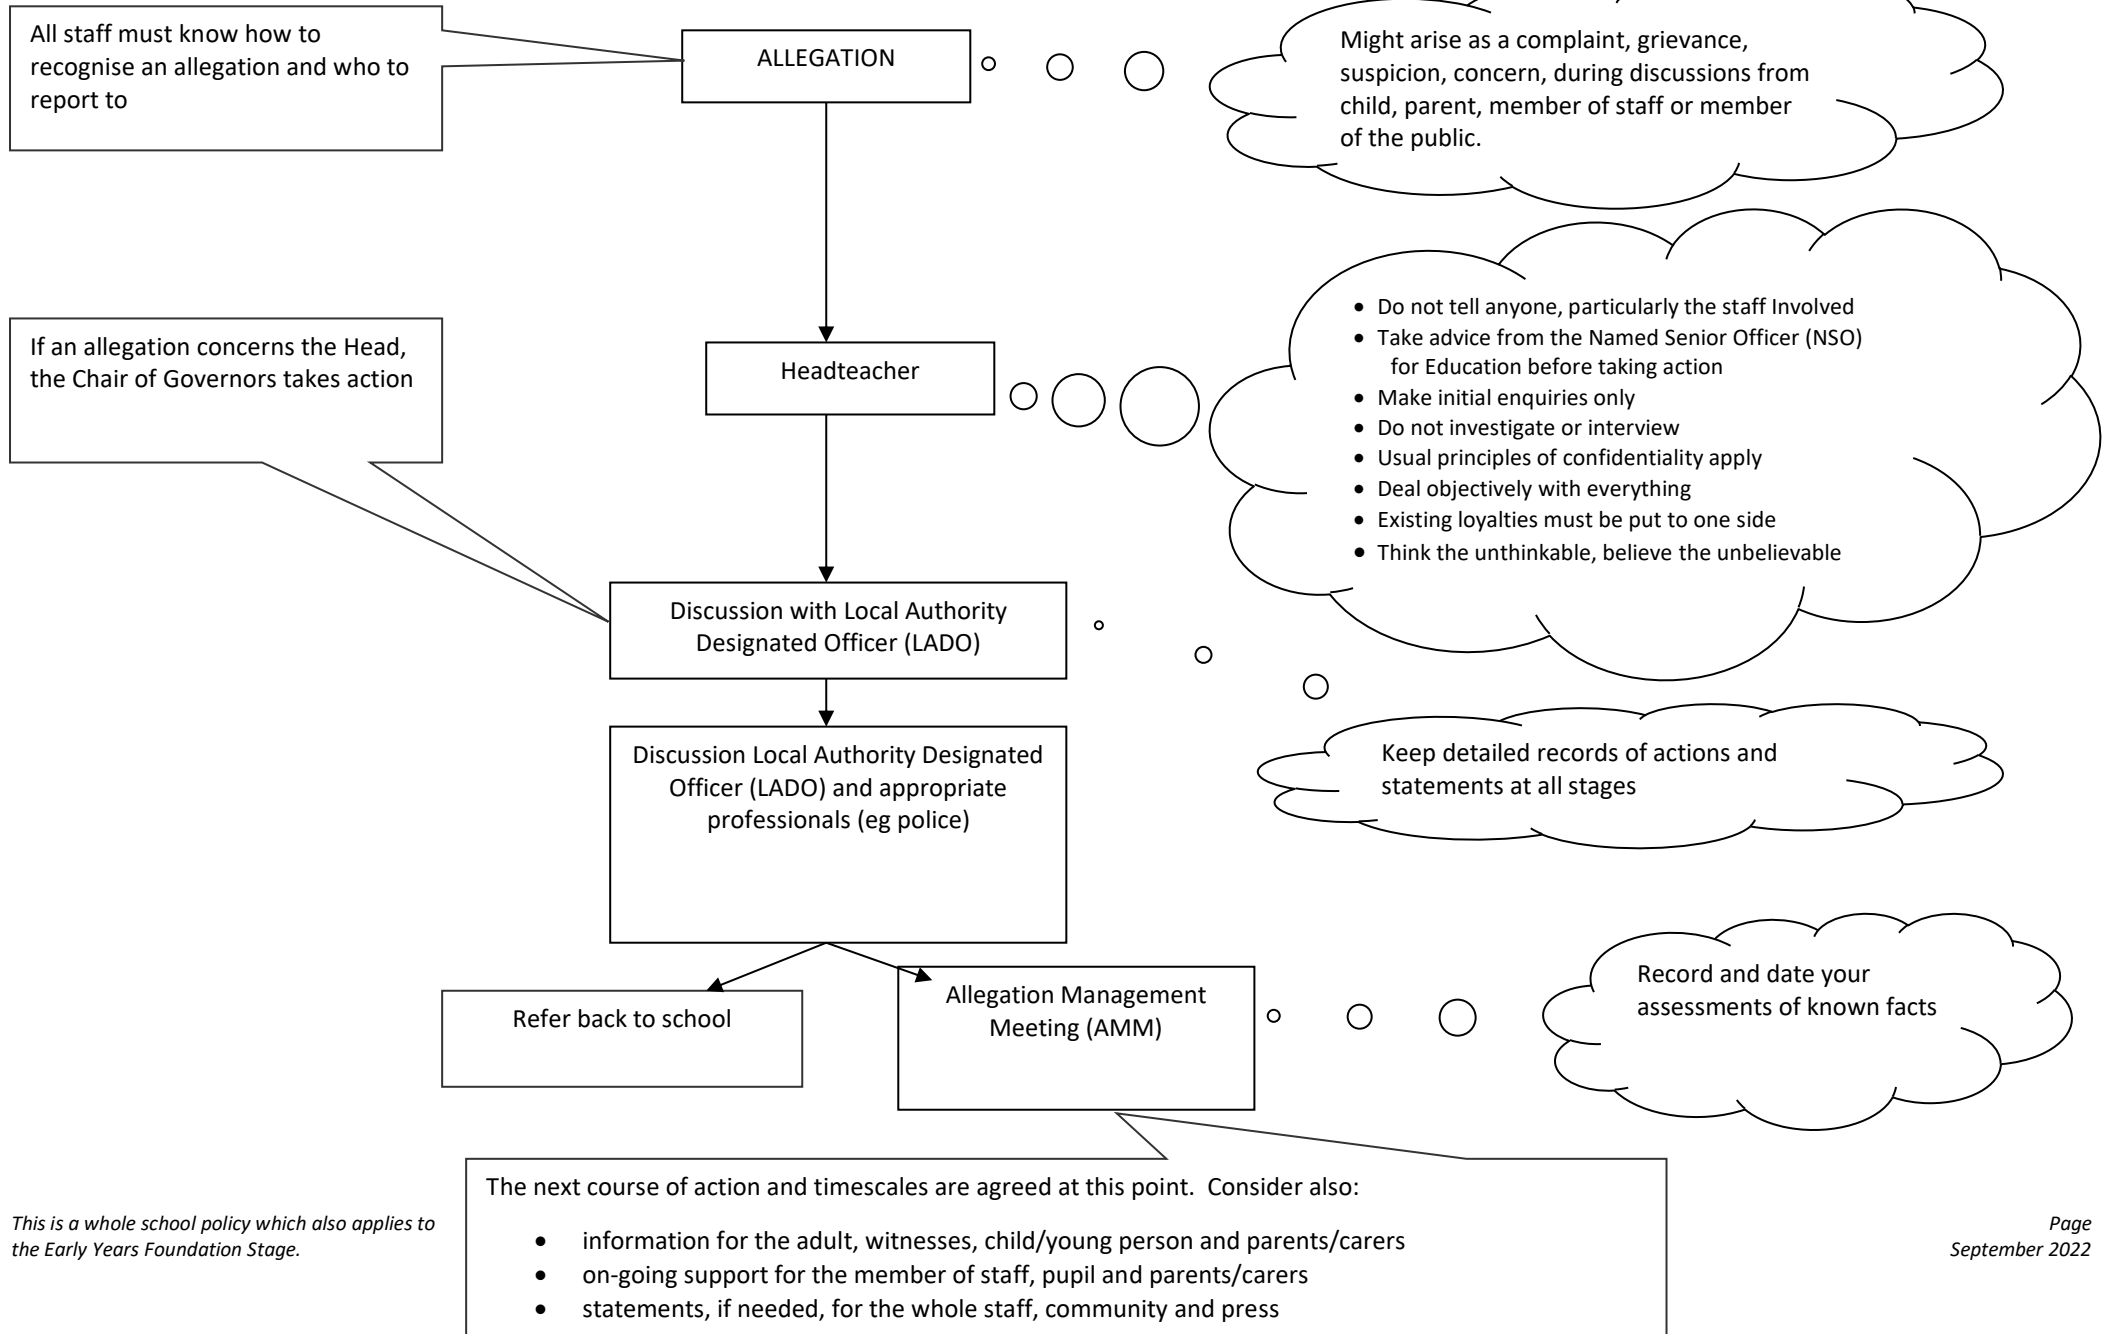 All staff must know how to
recognise an allegation and who to
report to
ALLEGATION
Might arise as a complaint, grievance,
suspicion, concern, during discussions from
child, parent, member of staff or member
of the public.
If an allegation concerns the Head,
the Chair of Governors takes action
Headteacher
• Do not tell anyone, particularly the staff Involved
• Take advice from the Named Senior Officer (NSO)
for Education before taking action
• Make initial enquiries only
• Do not investigate or interview
• Usual principles of confidentiality apply
• Deal objectively with everything
• Existing loyalties must be put to one side
• Think the unthinkable, believe the unbelievable
Discussion with Local Authority
Designated Officer (LADO)
Discussion Local Authority Designated
Officer (LADO) and appropriate
professionals (eg police)
Keep detailed records of actions and
statements at all stages
Refer back to school
Allegation Management
Meeting (AMM)
Record and date your
assessments of known facts
The next course of action and timescales are agreed at this point.  Consider also:
• information for the adult, witnesses, child/young person and parents/carers
• on-going support for the member of staff, pupil and parents/carers
• statements, if needed, for the whole staff, community and press
This is a whole school policy which also applies to
the Early Years Foundation Stage.
Page
September 2022